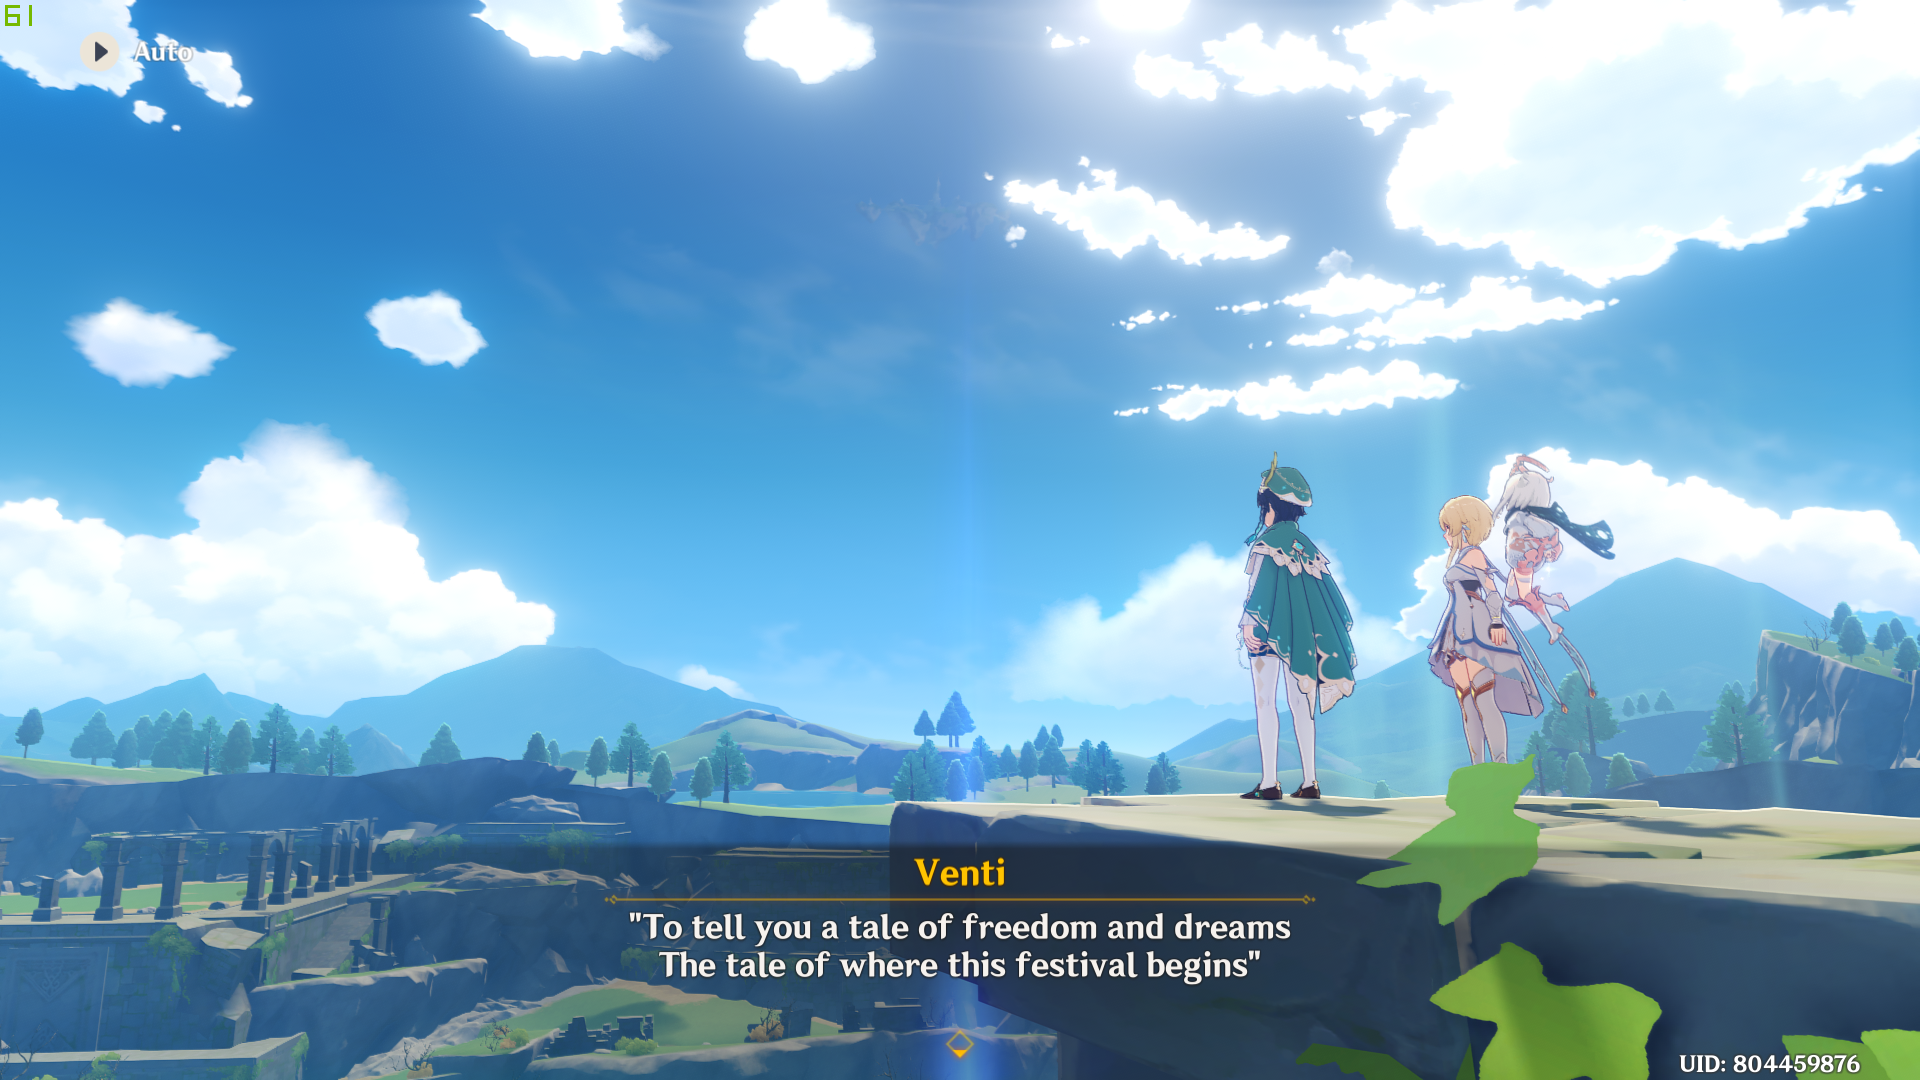 61
Auto
Venti
"To tell you a tale of freedom and dreams
The tale of where this festival begins"
UID: 804459876